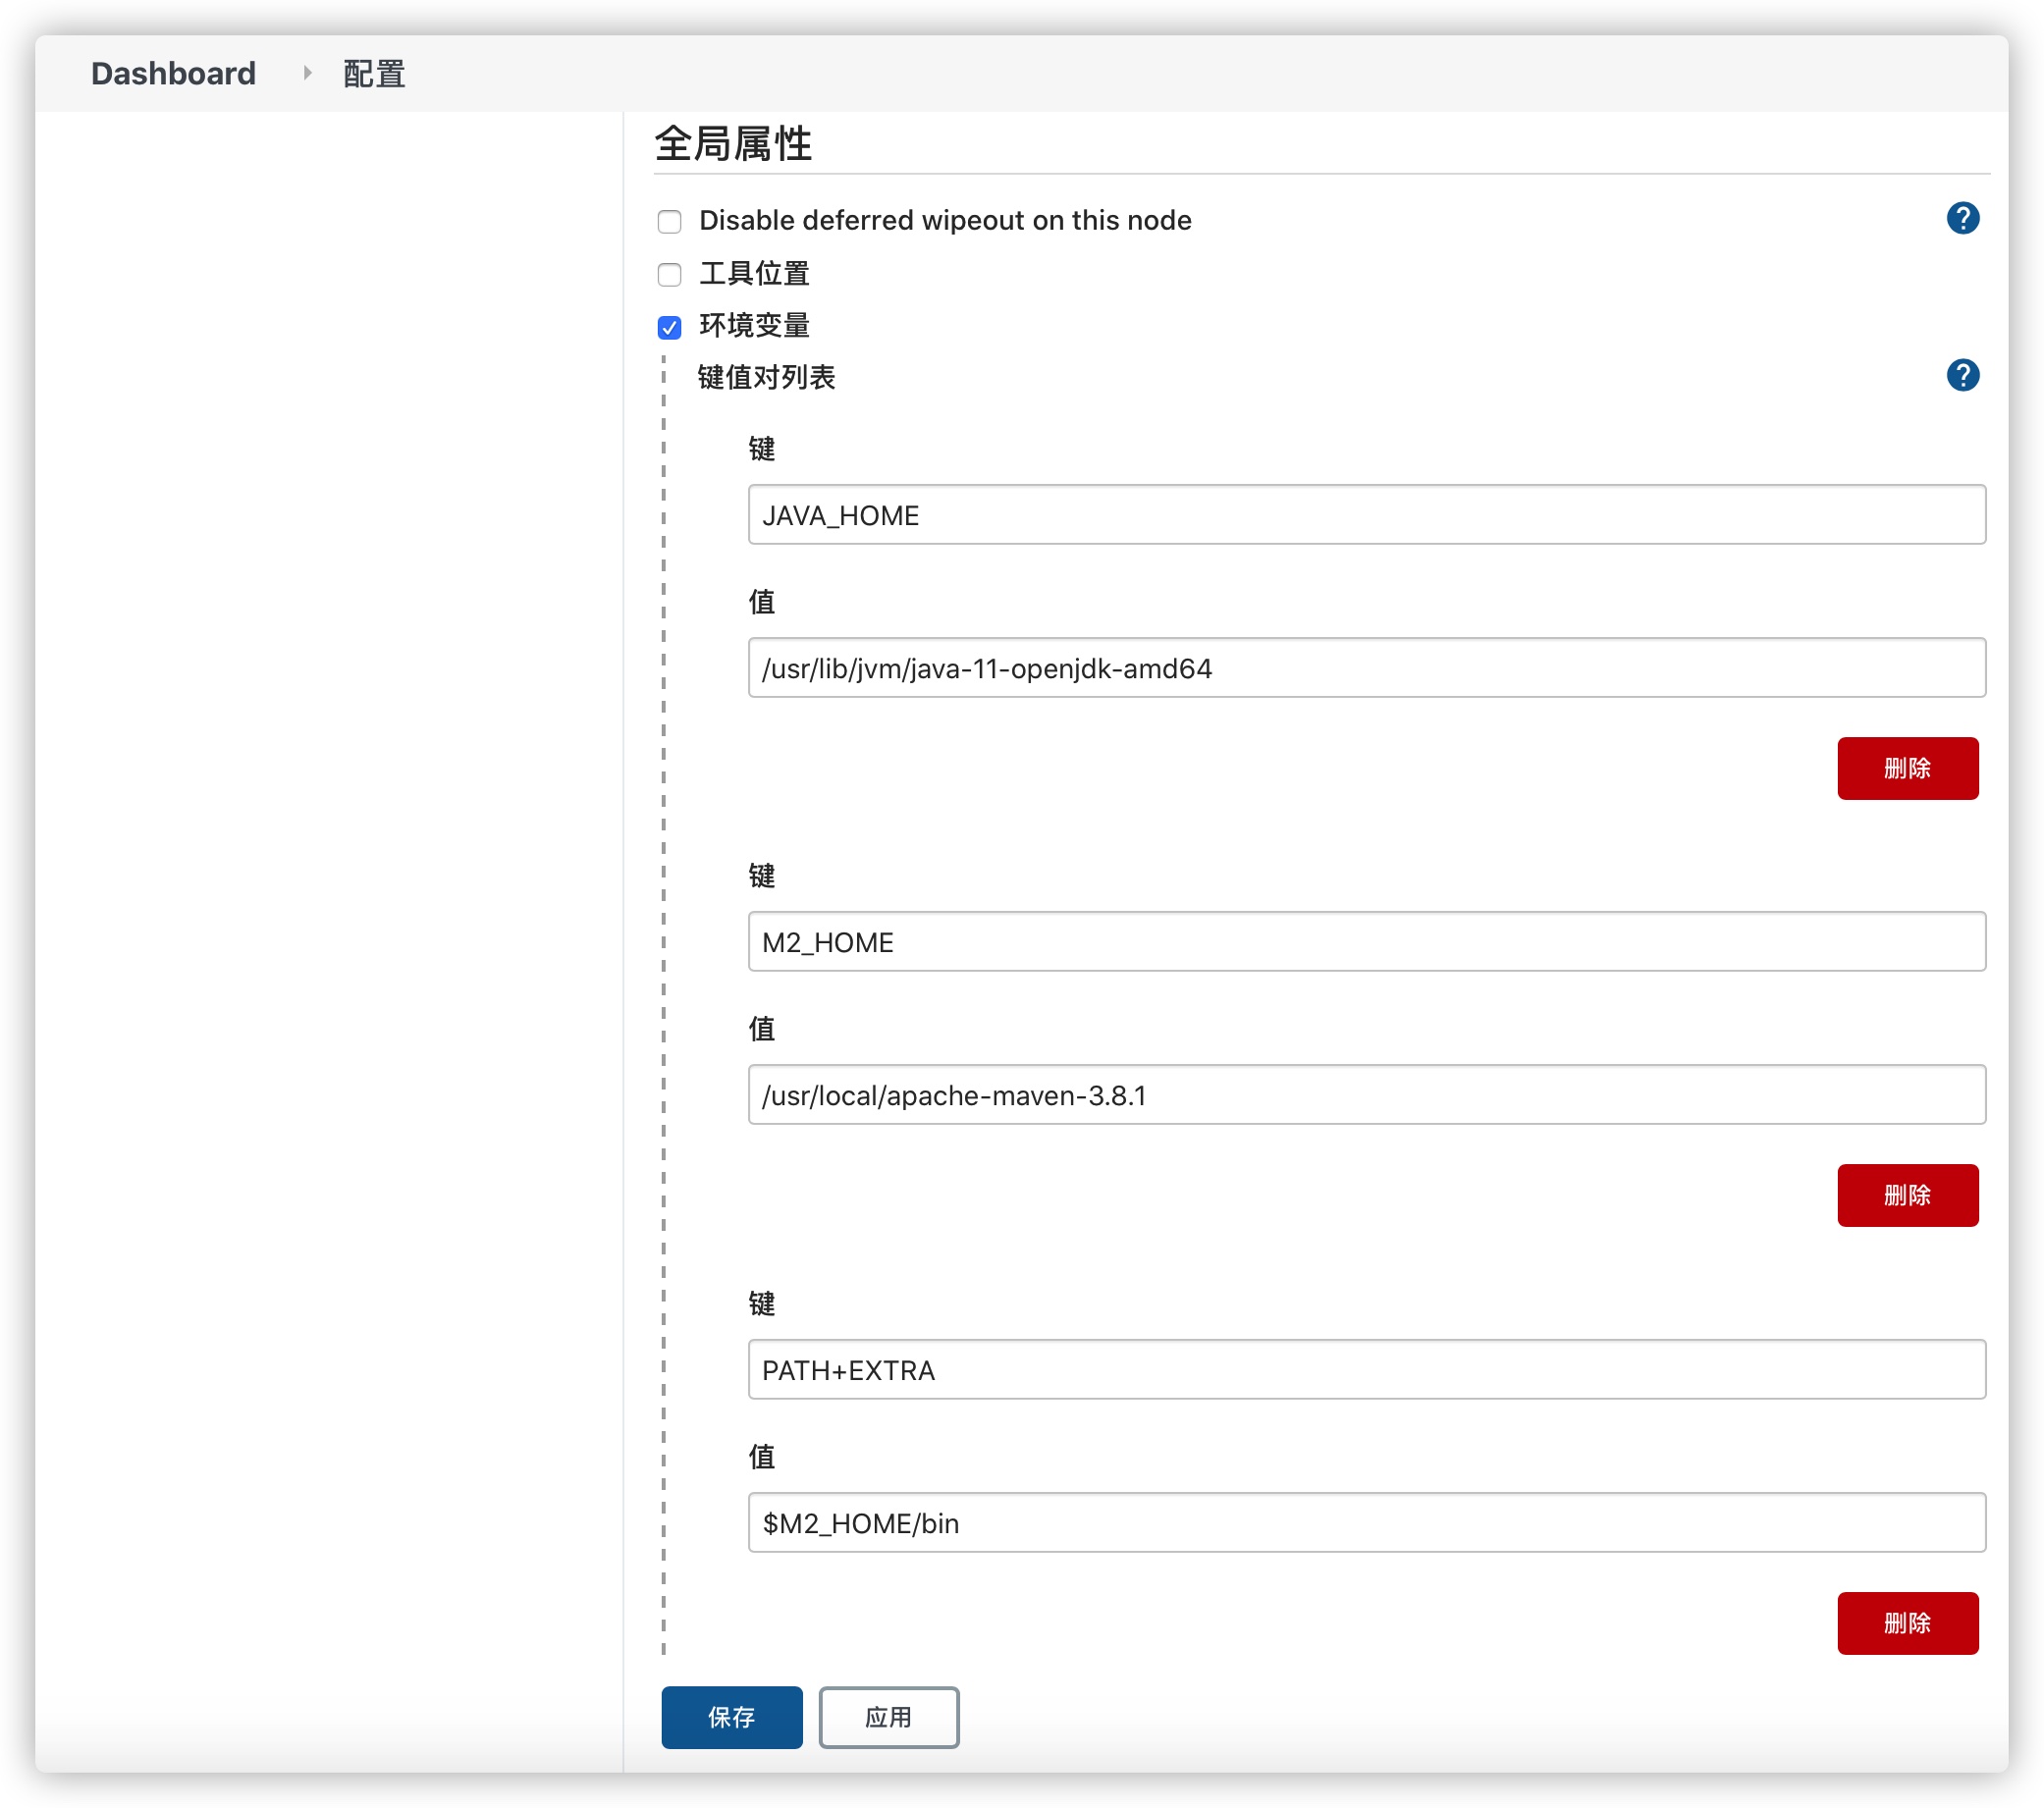 Dashboard 配置
全局属性
Disable deferred wipeout on this node ?
工具位置
环境变量
键值对列表 ?
键
JAVA_HOME
值
/usr/lib/jvm/java-11-openjdk-amd64
删除
键
M2_HOME
值
/usr/local/apache-maven-3.8.1
删除
键
PATH+EXTRA
值
$M2_HOME/bin
删除
保存 应用